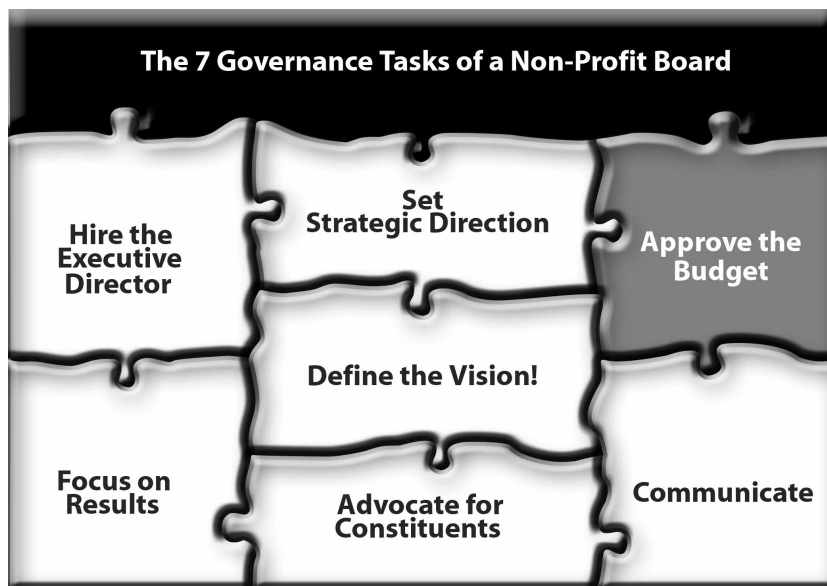 The 7 Governance Tasks of a Non-Profit Board
Hire the
Executive
Director
Set
Strategic Direction
Approve the
Budget
Define the Vision!
Focus on
Results
Advocate for
Constituents
Communicate